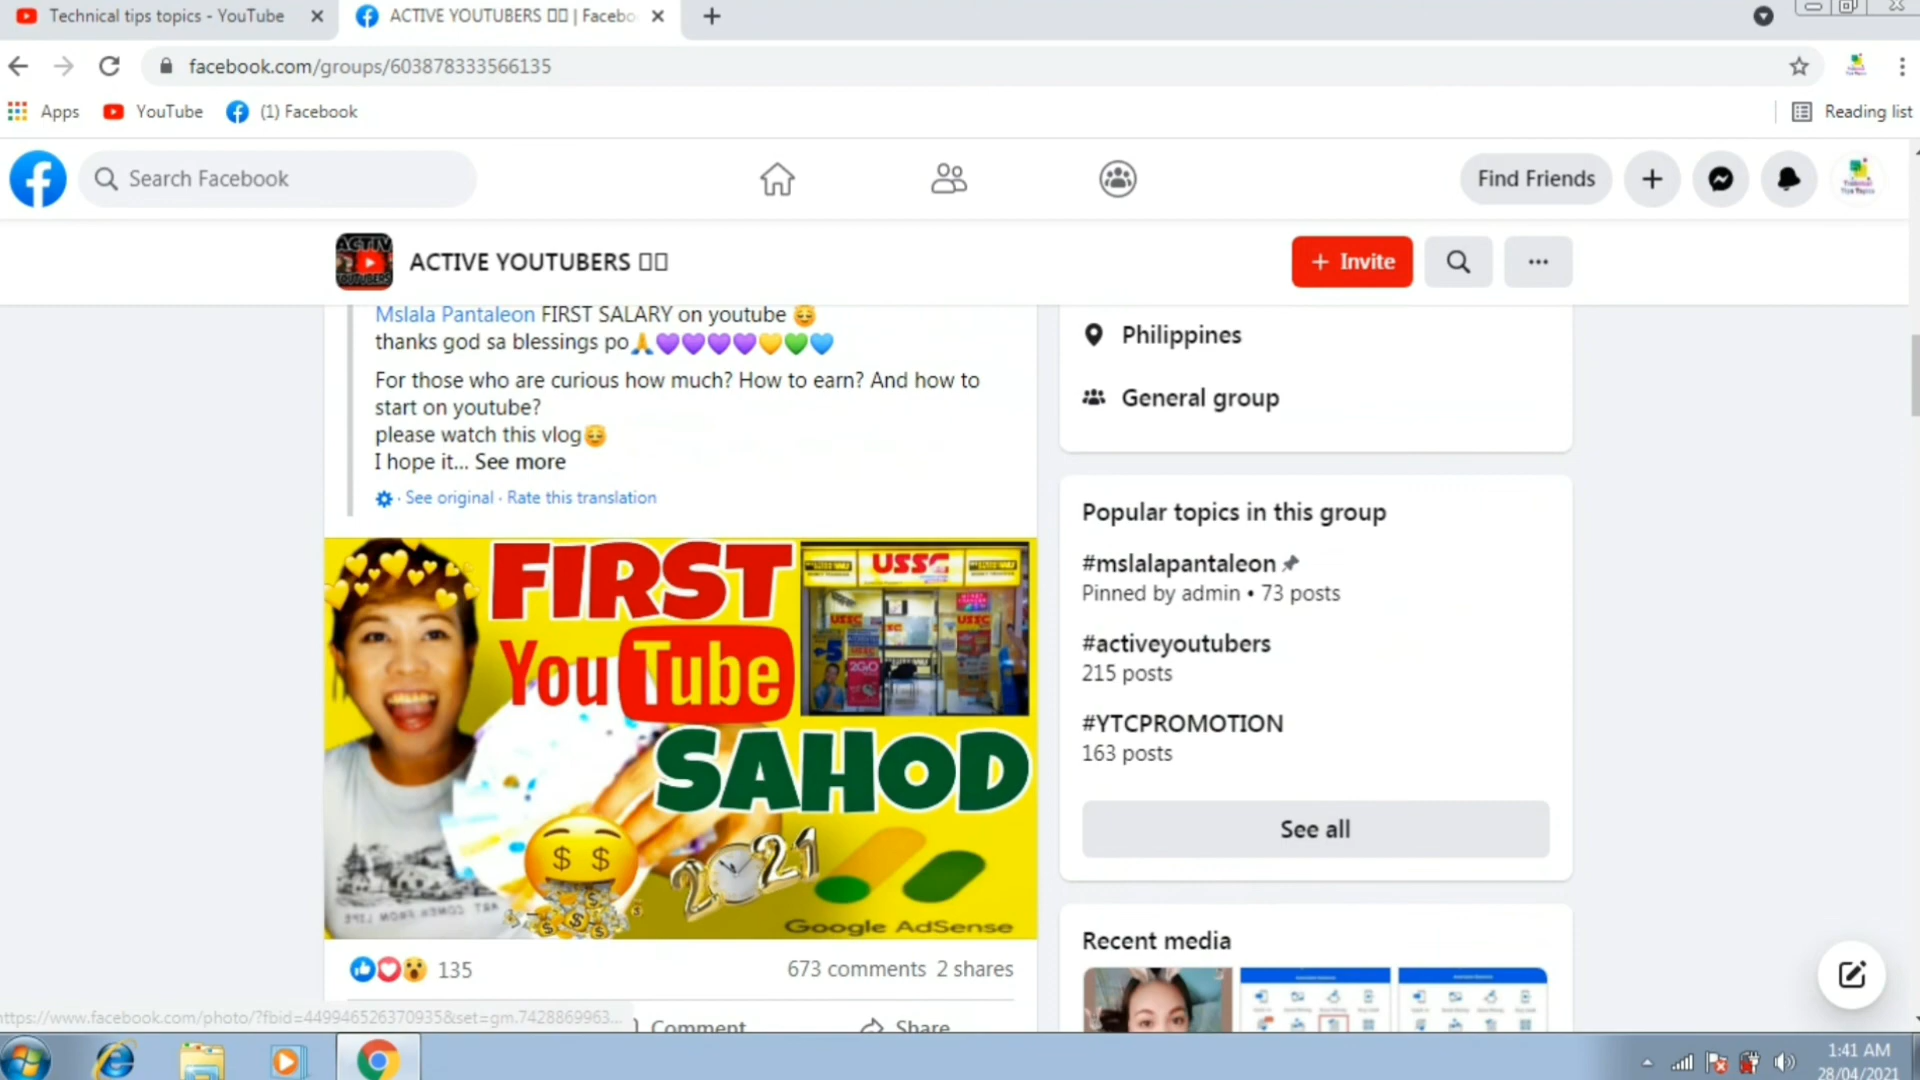 Technical tips topics - YouTube
ACTIVE YOUTUBERS | Facebo
facebook.com/groups/603878333566135
Apps
YouTube
(1) Facebook
Reading list
Search Facebook
Find Friends
ACTIVE YOUTUBERS
+ Invite
Mslala Pantaleon FIRST SALARY on youtube
thanks god sa blessings po
For those who are curious how much? How to earn? And how to
start on youtube?
please watch this vlog
I hope it... See more
· See original · Rate this translation
FIRST
YouTube
SAHOD
USSC
USSC
USSC
2GO
2021
Google AdSense
135
673 comments 2 shares
Comment
Share
https://www.facebook.com/photo/?fbid=449946526370935&set=gm.7428869963...
Philippines
General group
Popular topics in this group
#mslalapantaleon
Pinned by admin • 73 posts
#activeyoutubers
215 posts
#YTCPROMOTION
163 posts
See all
Recent media
1:41 AM
28/04/2021